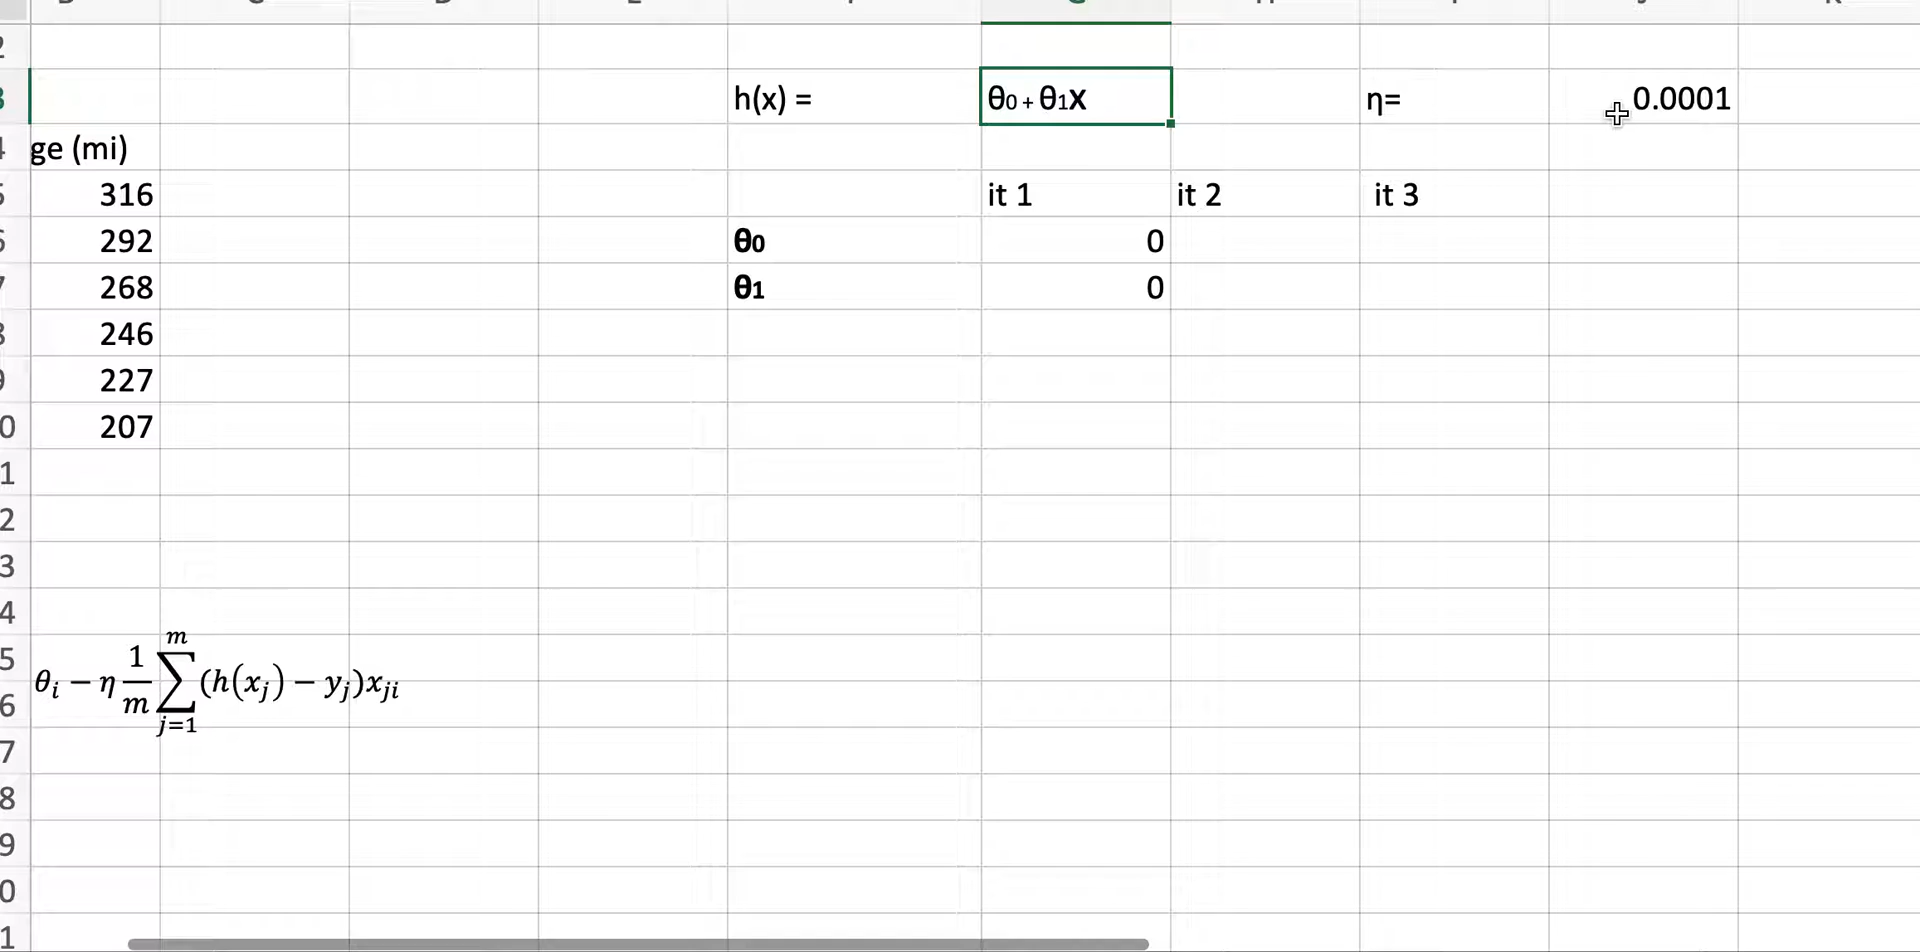 h(x) = θ0 + θ1x η= 0.0001
ge (mi)
316 it 1 it 2 it 3
292 θ0 0
268 θ1 0
246
227
207
θi − η 1/m ∑ j=1 m (h(xj) − yj)xji